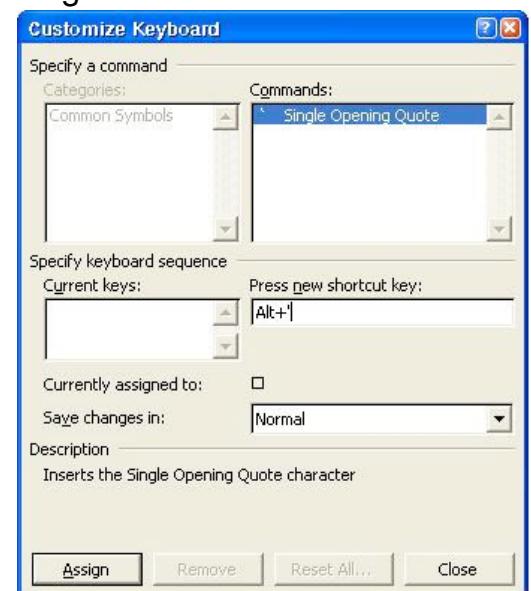 Customize Keyboard
Specify a command
Categories: Commands:
Common Symbols ‘ Single Opening Quote
Specify keyboard sequence
Current keys: Press new shortcut key:
Alt+'
Currently assigned to:
Save changes in: Normal
Description
Inserts the Single Opening Quote character
Assign Remove Reset All... Close